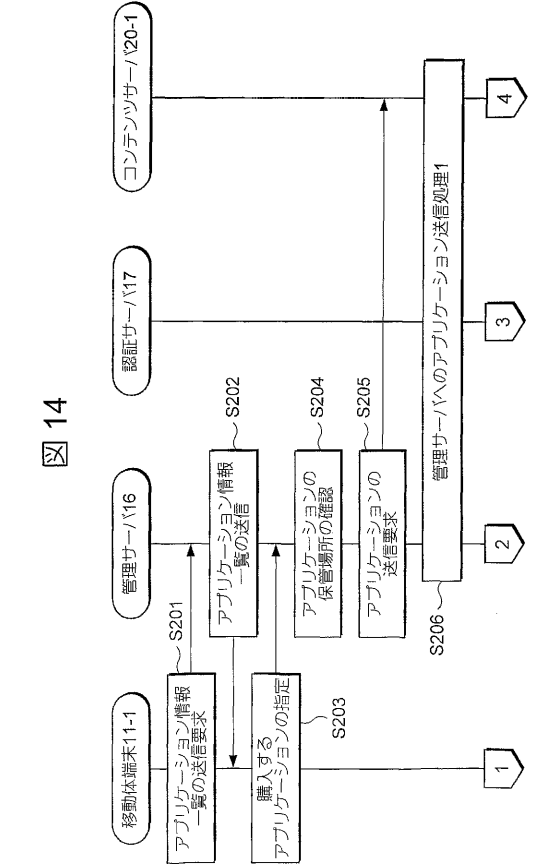 図 14
移動体端末11-1
管理サーバ16
認証サーバ17
コンテンツサーバ20-1
アプリケーション情報
一覧の送信要求
S201
アプリケーション情報
一覧の送信
S202
購入する
アプリケーションの指定
S203
アプリケーションの
保管場所の確認
S204
アプリケーションの
送信要求
S205
管理サーバへのアプリケーション送信処理1
S206
1
2
3
4